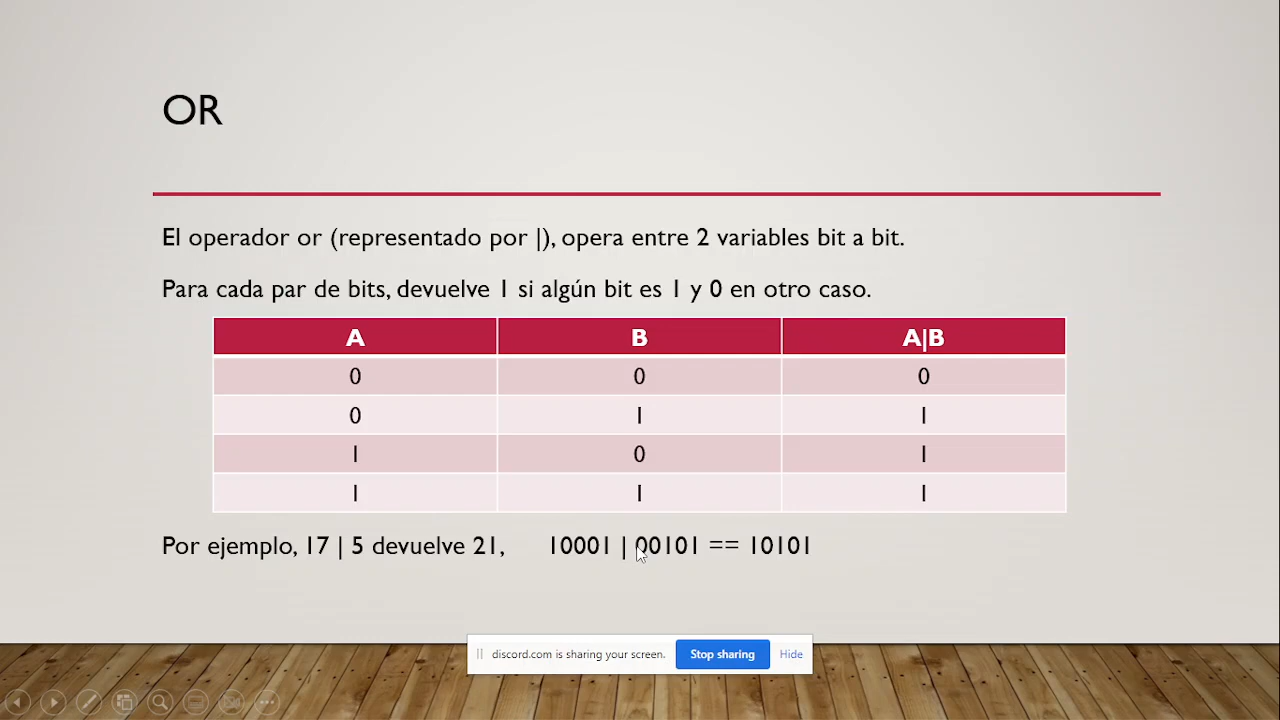 OR
El operador or (representado por |), opera entre 2 variables bit a bit.
Para cada par de bits, devuelve 1 si algún bit es 1 y 0 en otro caso.
A B A|B
0 0 0
0 1 1
1 0 1
1 1 1
Por ejemplo, 17 | 5 devuelve 21, 10001 | 00101 == 10101
discord.com is sharing your screen. Stop sharing Hide